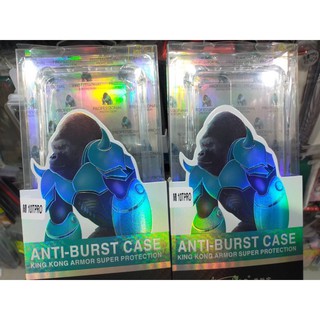 MI 10TPRO
ANTI-BURST CASE
KING KONG ARMOR SUPER PROTECTION
MI 10TPRO
ANTI-BURST CASE
KING KONG ARMOR SUPER PROTECTION